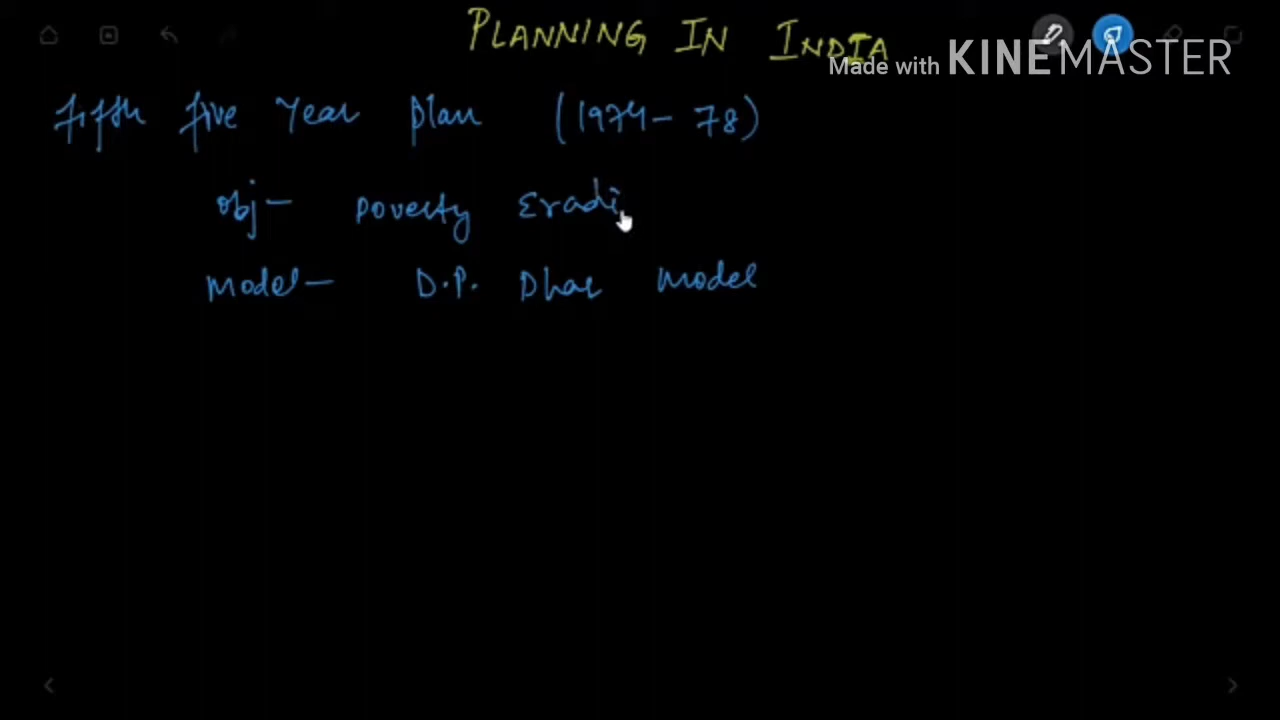 PLANNING IN INDIA
Made with KINEMASTER
Fifth Five Year Plan (1974-78)
Obj- Poverty Eradi
Model- D.P. Dhar Model